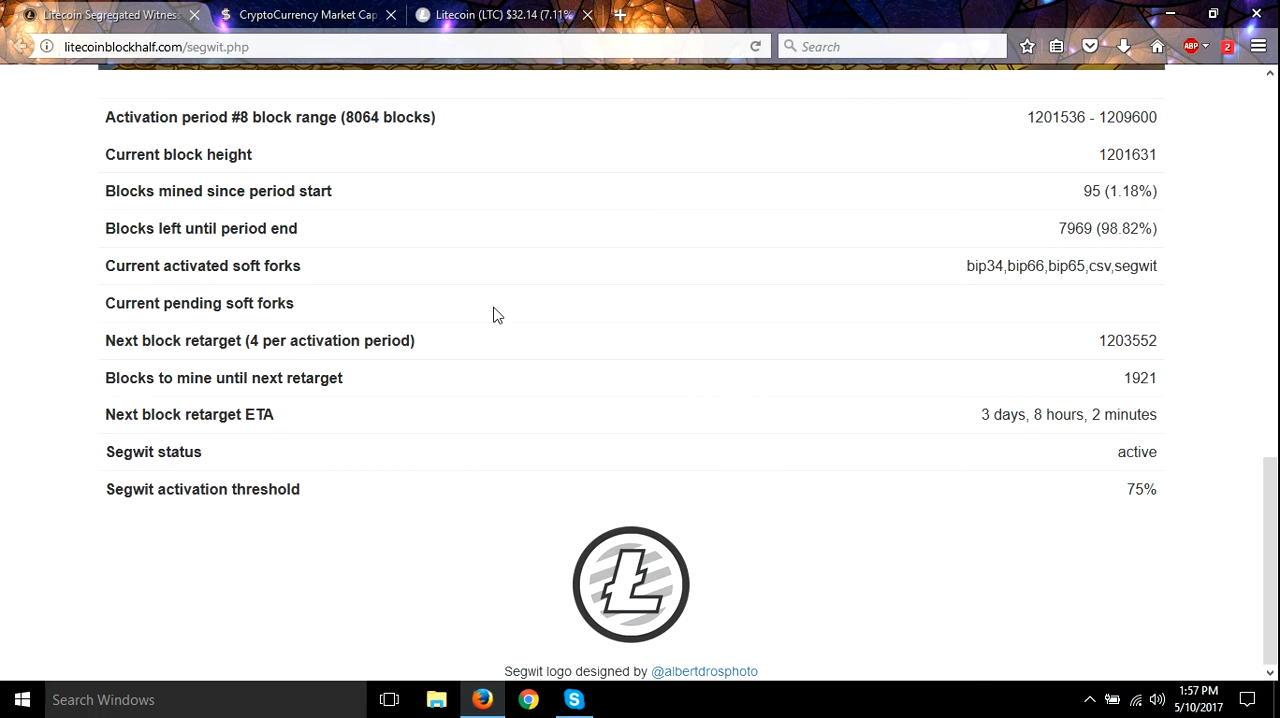 Litecoin Segregated Witness
CryptoCurrency Market Cap
Litecoin (LTC) $32.14 (7.11%
litecoinblockhalf.com/segwit.php
Search
ABP
2
Activation period #8 block range (8064 blocks) 1201536 - 1209600
Current block height 1201631
Blocks mined since period start 95 (1.18%)
Blocks left until period end 7969 (98.82%)
Current activated soft forks bip34,bip66,bip65,csv,segwit
Current pending soft forks
Next block retarget (4 per activation period) 1203552
Blocks to mine until next retarget 1921
Next block retarget ETA 3 days, 8 hours, 2 minutes
Segwit status active
Segwit activation threshold 75%
Segwit logo designed by @albertdrosphoto
Search Windows
1:57 PM
5/10/2017